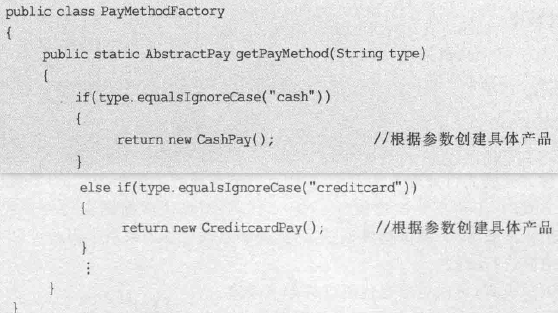 public class PayMethodFactory
{
    public static AbstractPay getPayMethod(String type)
    {
        if(type.equalsIgnoreCase("cash"))
        {
            return new CashPay();            //根据参数创建具体产品
        }
        else if(type.equalsIgnoreCase("creditcard"))
        {
            return new CreditcardPay();      //根据参数创建具体产品
        }
        ⋮
    }
}